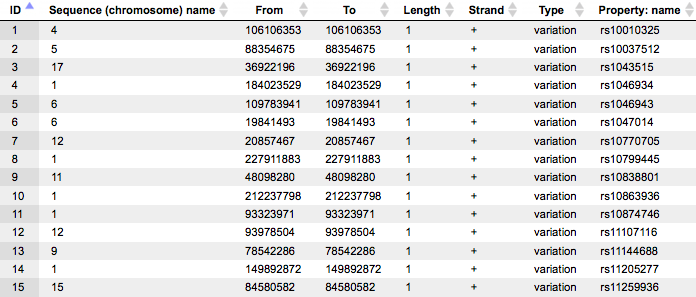 ID Sequence (chromosome) name From To Length Strand Type Property: name
1 4 106106353 106106353 1 + variation rs10010325
2 5 88354675 88354675 1 + variation rs10037512
3 17 36922196 36922196 1 + variation rs1043515
4 1 184023529 184023529 1 + variation rs1046934
5 6 109783941 109783941 1 + variation rs1046943
6 6 19841493 19841493 1 + variation rs1047014
7 12 20857467 20857467 1 + variation rs10770705
8 1 227911883 227911883 1 + variation rs10799445
9 11 48098280 48098280 1 + variation rs10838801
10 1 212237798 212237798 1 + variation rs10863936
11 1 93323971 93323971 1 + variation rs10874746
12 12 93978504 93978504 1 + variation rs11107116
13 9 78542286 78542286 1 + variation rs11144688
14 1 149892872 149892872 1 + variation rs11205277
15 15 84580582 84580582 1 + variation rs11259936